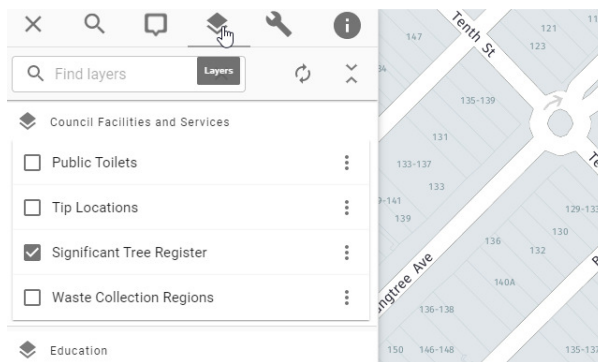 Find layers
Layers
Council Facilities and Services
Public Toilets
Tip Locations
Significant Tree Register
Waste Collection Regions
Education
Tenth St
147
121
123
135-139
131
133-137
133
139
129-133
130
132
136
140A
136-138
150
146-148
135-137